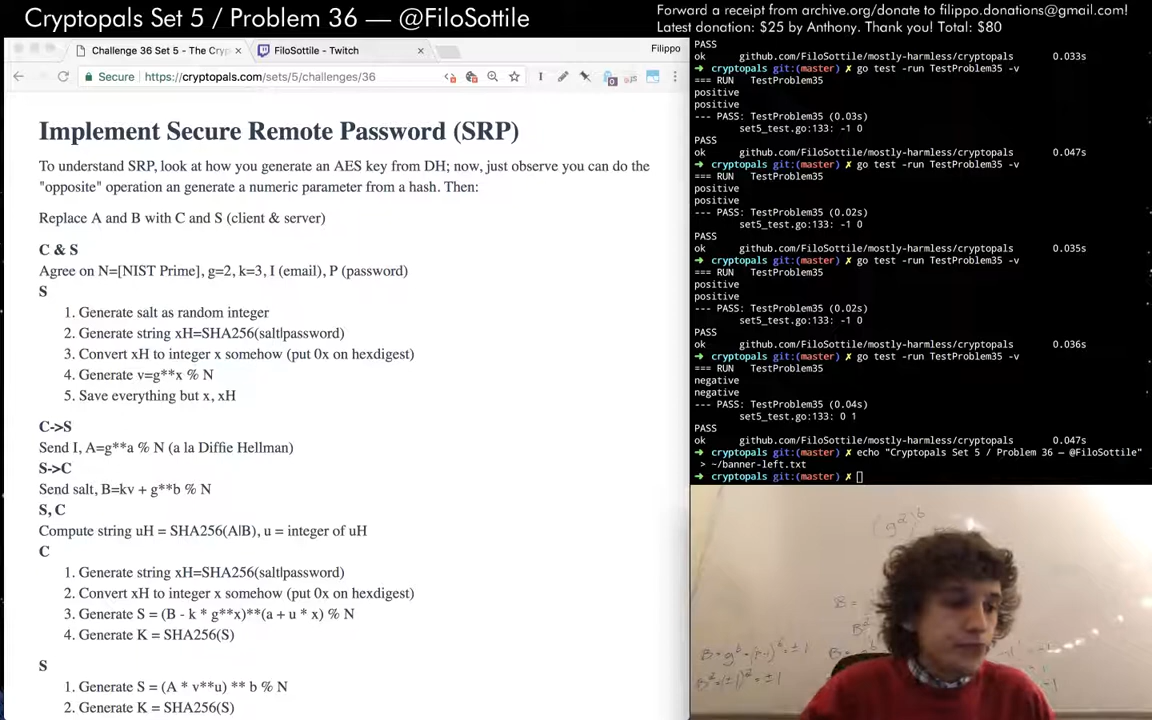 Cryptopals Set 5 / Problem 36 — @FiloSottile
Forward a receipt from archive.org/donate to filippo.donations@gmail.com!
Latest donation: $25 by Anthony. Thank you! Total: $80
Challenge 36 Set 5 - The Cryp
FiloSottile - Twitch
Filippo
Secure
https://cryptopals.com/sets/5/challenges/36
Implement Secure Remote Password (SRP)
To understand SRP, look at how you generate an AES key from DH; now, just observe you can do the
"opposite" operation an generate a numeric parameter from a hash. Then:
Replace A and B with C and S (client & server)
C & S
Agree on N=[NIST Prime], g=2, k=3, I (email), P (password)
S
1. Generate salt as random integer
2. Generate string xH=SHA256(salt|password)
3. Convert xH to integer x somehow (put 0x on hexdigest)
4. Generate v=g**x % N
5. Save everything but x, xH
C->S
Send I, A=g**a % N (a la Diffie Hellman)
S->C
Send salt, B=kv + g**b % N
S, C
Compute string uH = SHA256(A|B), u = integer of uH
C
1. Generate string xH=SHA256(salt|password)
2. Convert xH to integer x somehow (put 0x on hexdigest)
3. Generate S = (B - k * g**x)**(a + u * x) % N
4. Generate K = SHA256(S)
S
1. Generate S = (A * v**u) ** b % N
2. Generate K = SHA256(S)
PASS
ok github.com/FiloSottile/mostly-harmless/cryptopals 0.033s
➜ cryptopals git:(master) ✗ go test -run TestProblem35 -v
=== RUN TestProblem35
positive
positive
--- PASS: TestProblem35 (0.03s)
set5_test.go:133: -1 0
PASS
ok github.com/FiloSottile/mostly-harmless/cryptopals 0.047s
➜ cryptopals git:(master) ✗ go test -run TestProblem35 -v
=== RUN TestProblem35
positive
positive
--- PASS: TestProblem35 (0.02s)
set5_test.go:133: -1 0
PASS
ok github.com/FiloSottile/mostly-harmless/cryptopals 0.035s
➜ cryptopals git:(master) ✗ go test -run TestProblem35 -v
=== RUN TestProblem35
positive
positive
--- PASS: TestProblem35 (0.02s)
set5_test.go:133: -1 0
PASS
ok github.com/FiloSottile/mostly-harmless/cryptopals 0.036s
➜ cryptopals git:(master) ✗ go test -run TestProblem35 -v
=== RUN TestProblem35
negative
negative
--- PASS: TestProblem35 (0.04s)
set5_test.go:133: 0 1
PASS
ok github.com/FiloSottile/mostly-harmless/cryptopals 0.047s
➜ cryptopals git:(master) ✗ echo "Cryptopals Set 5 / Problem 36 — @FiloSottile"
> ~/banner-left.txt
➜ cryptopals git:(master) ✗